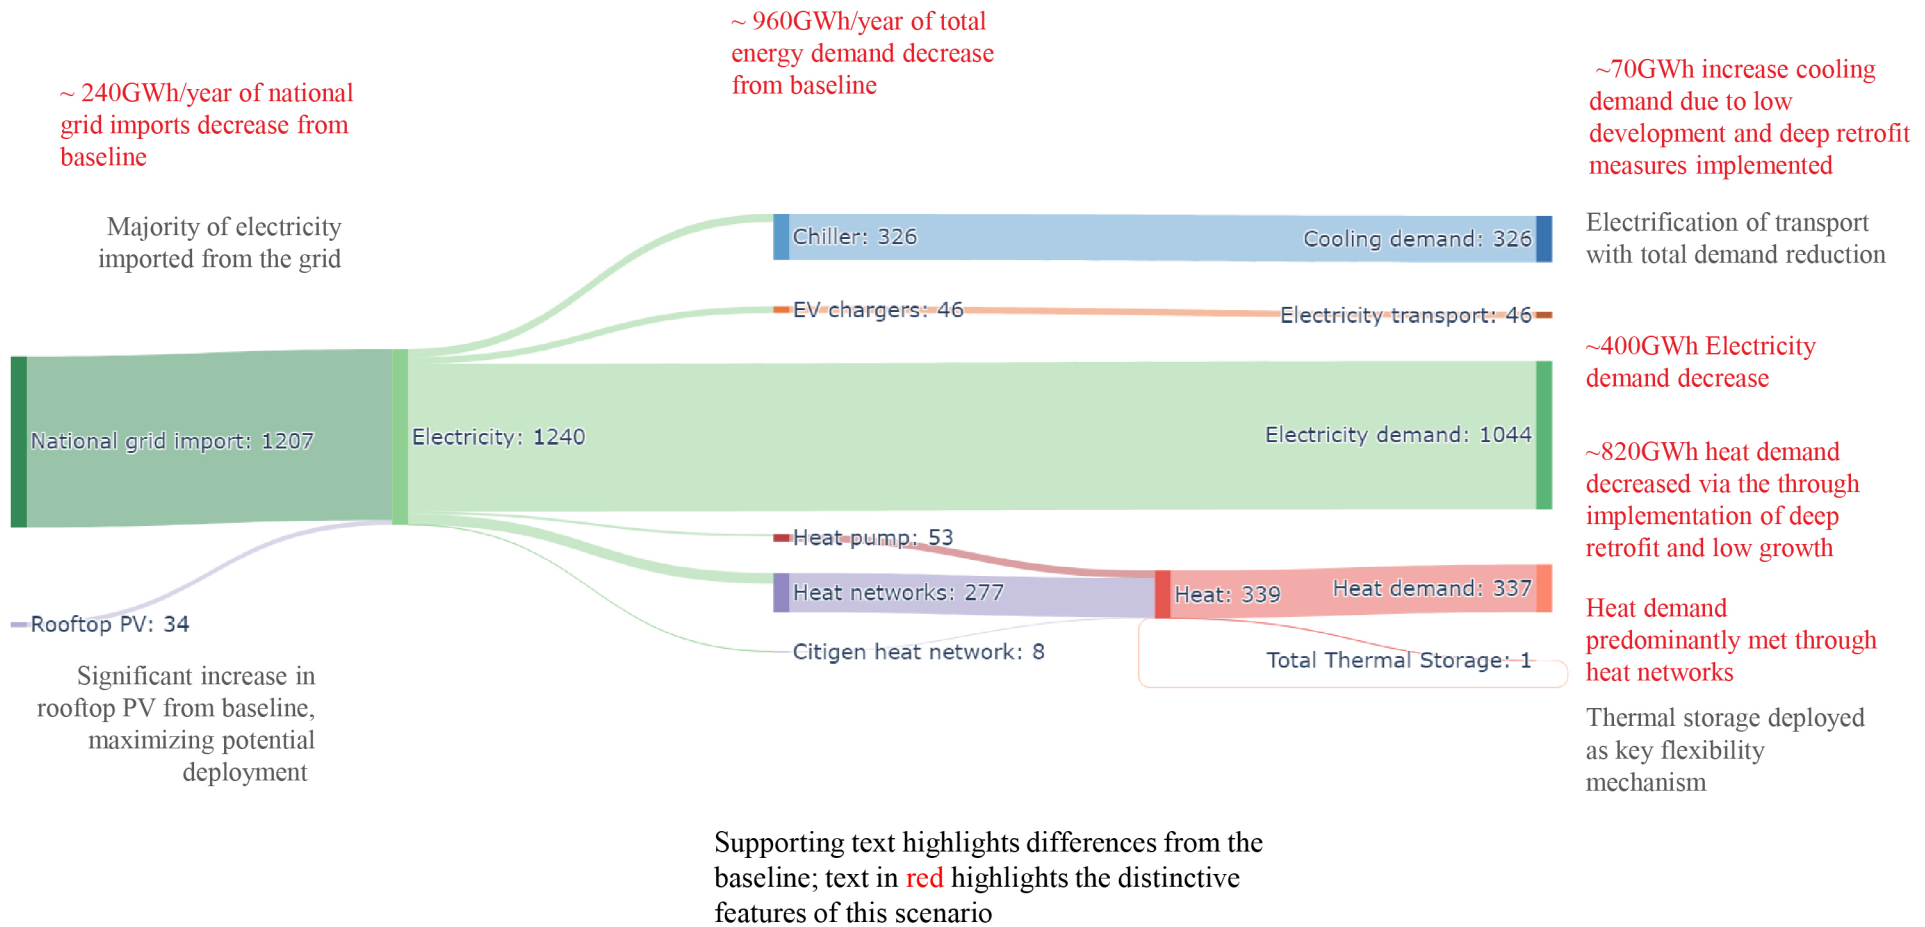 ~ 960GWh/year of total
energy demand decrease
from baseline
~ 240GWh/year of national
grid imports decrease from
baseline
~70GWh increase cooling
demand due to low
development and deep retrofit
measures implemented
Majority of electricity
imported from the grid
Electrification of transport
with total demand reduction
Chiller: 326
Cooling demand: 326
EV chargers: 46
Electricity transport: 46
~400GWh Electricity
demand decrease
National grid import: 1207
Electricity: 1240
Electricity demand: 1044
~820GWh heat demand
decreased via the through
implementation of deep
retrofit and low growth
Heat pump: 53
Heat networks: 277
Heat: 339
Heat demand: 337
Rooftop PV: 34
Citigen heat network: 8
Total Thermal Storage: 1
Heat demand
predominantly met through
heat networks
Significant increase in
rooftop PV from baseline,
maximizing potential
deployment
Thermal storage deployed
as key flexibility
mechanism
Supporting text highlights differences from the
baseline; text in red highlights the distinctive
features of this scenario